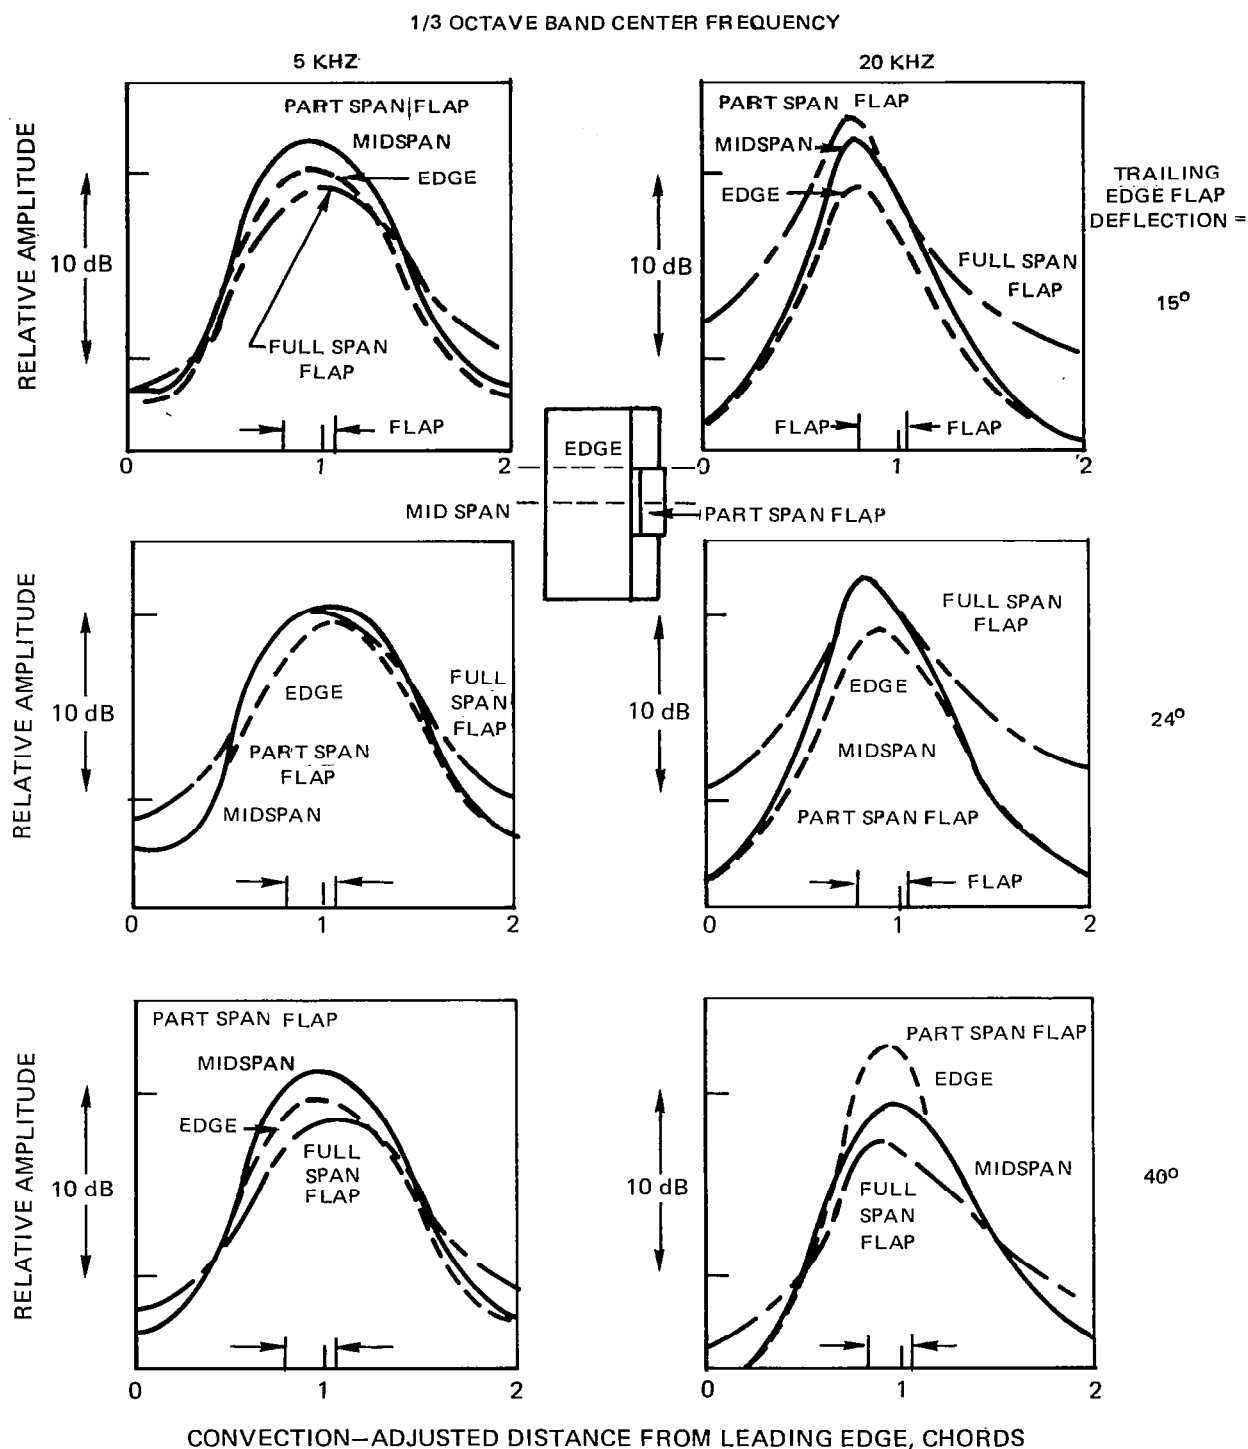 1/3 OCTAVE BAND CENTER FREQUENCY
5 KHZ
20 KHZ
RELATIVE AMPLITUDE
10 dB
PART SPAN FLAP
MIDSPAN
EDGE
FULL SPAN
FLAP
FLAP
0 1 2
10 dB
PART SPAN FLAP
MIDSPAN
EDGE
FULL SPAN
FLAP
FLAP FLAP
0 1 2
TRAILING
EDGE FLAP
DEFLECTION =
15º
EDGE
MID SPAN
PART SPAN FLAP
RELATIVE AMPLITUDE
10 dB
EDGE
FULL
SPAN
FLAP
PART SPAN
FLAP
MIDSPAN
0 1 2
10 dB
FULL SPAN
FLAP
EDGE
MIDSPAN
PART SPAN FLAP
FLAP
0 1 2
24º
RELATIVE AMPLITUDE
10 dB
PART SPAN FLAP
MIDSPAN
EDGE
FULL
SPAN
FLAP
0 1 2
10 dB
PART SPAN FLAP
EDGE
MIDSPAN
FULL
SPAN
FLAP
0 1 2
40º
CONVECTION—ADJUSTED DISTANCE FROM LEADING EDGE, CHORDS